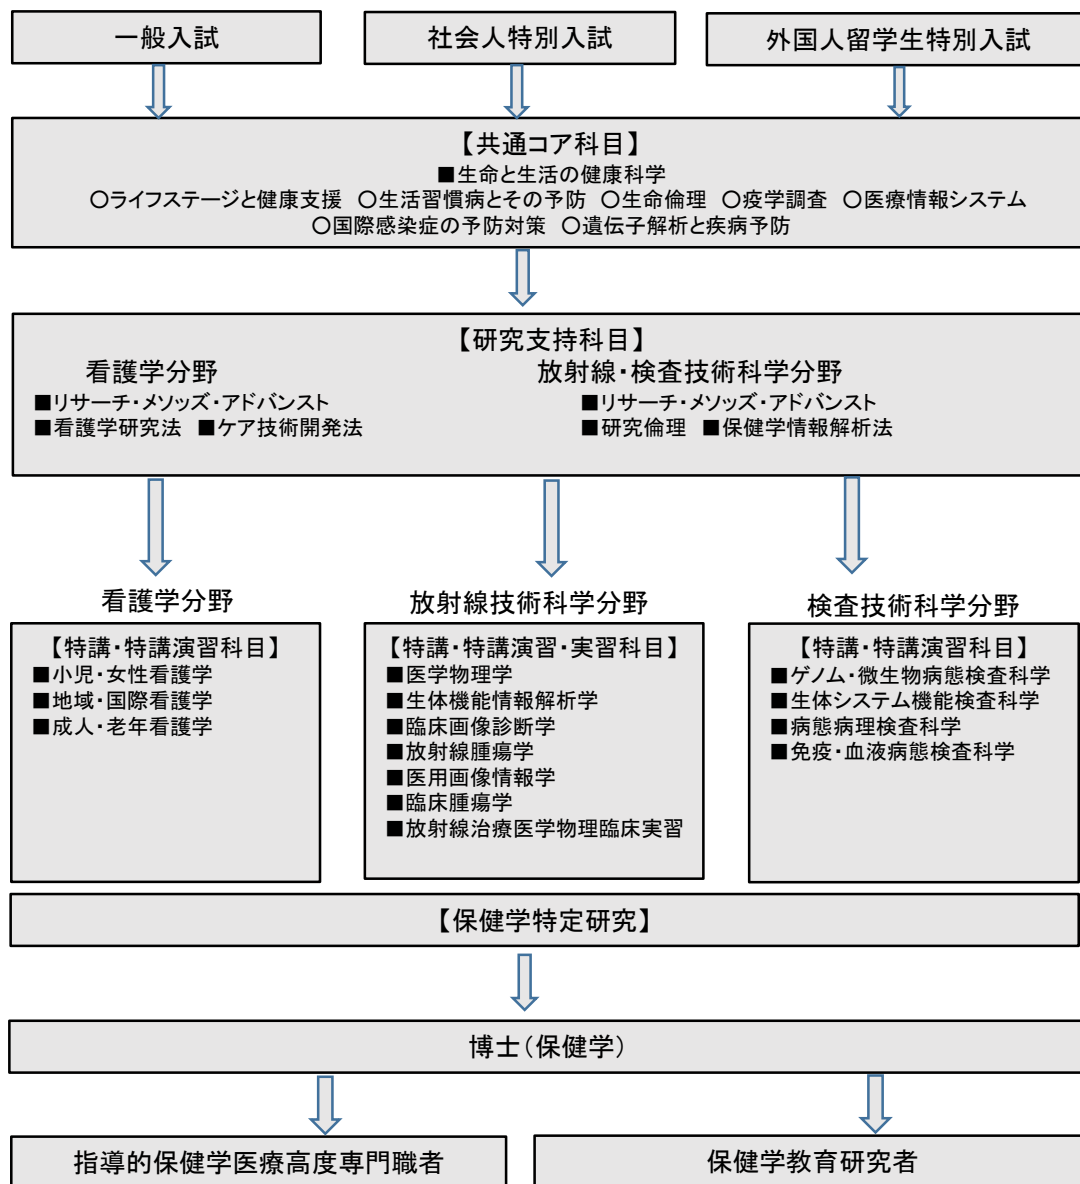 一般入試
社会人特別入試
外国人留学生特別入試
【共通コア科目】
■生命と生活の健康科学
○ライフステージと健康支援 ○生活習慣病とその予防 ○生命倫理 ○疫学調査 ○医療情報システム
○国際感染症の予防対策 ○遺伝子解析と疾病予防
【研究支持科目】
看護学分野
■リサーチ・メソッズ・アドバンスト
■看護学研究法 ■ケア技術開発法
放射線・検査技術科学分野
■リサーチ・メソッズ・アドバンスト
■研究倫理 ■保健学情報解析法
看護学分野
【特講・特講演習科目】
■小児・女性看護学
■地域・国際看護学
■成人・老年看護学
放射線技術科学分野
【特講・特講演習・実習科目】
■医学物理学
■生体機能情報解析学
■臨床画像診断学
■放射線腫瘍学
■医用画像情報学
■臨床腫瘍学
■放射線治療医学物理臨床実習
検査技術科学分野
【特講・特講演習科目】
■ゲノム・微生物病態検査科学
■生体システム機能検査科学
■病態病理検査科学
■免疫・血液病態検査科学
【保健学特定研究】
博士(保健学)
指導的保健学医療高度専門職者
保健学教育研究者